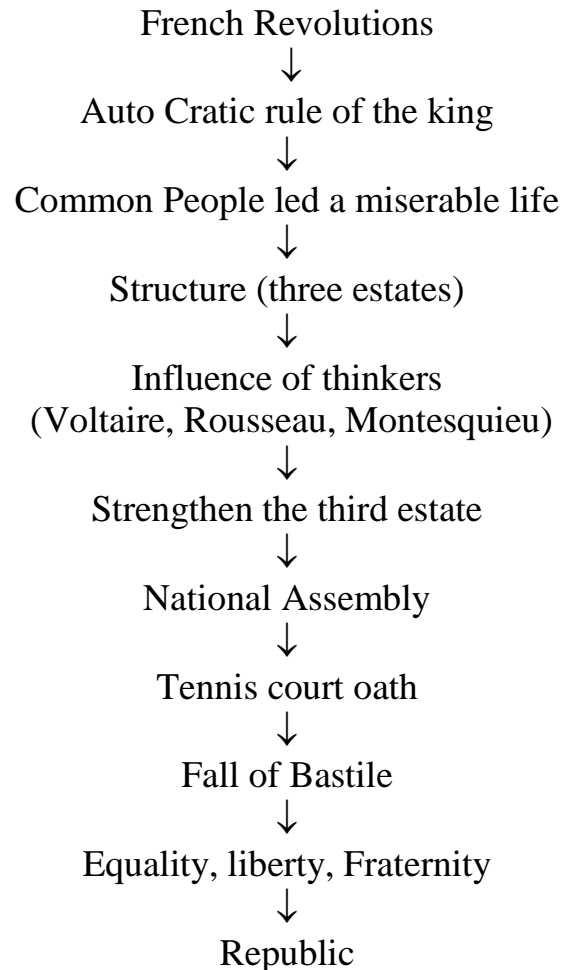 French Revolutions
↓
Auto Cratic rule of the king
↓
Common People led a miserable life
↓
Structure (three estates)
↓
Influence of thinkers
(Voltaire, Rousseau, Montesquieu)
↓
Strengthen the third estate
↓
National Assembly
↓
Tennis court oath
↓
Fall of Bastile
↓
Equality, liberty, Fraternity
↓
Republic